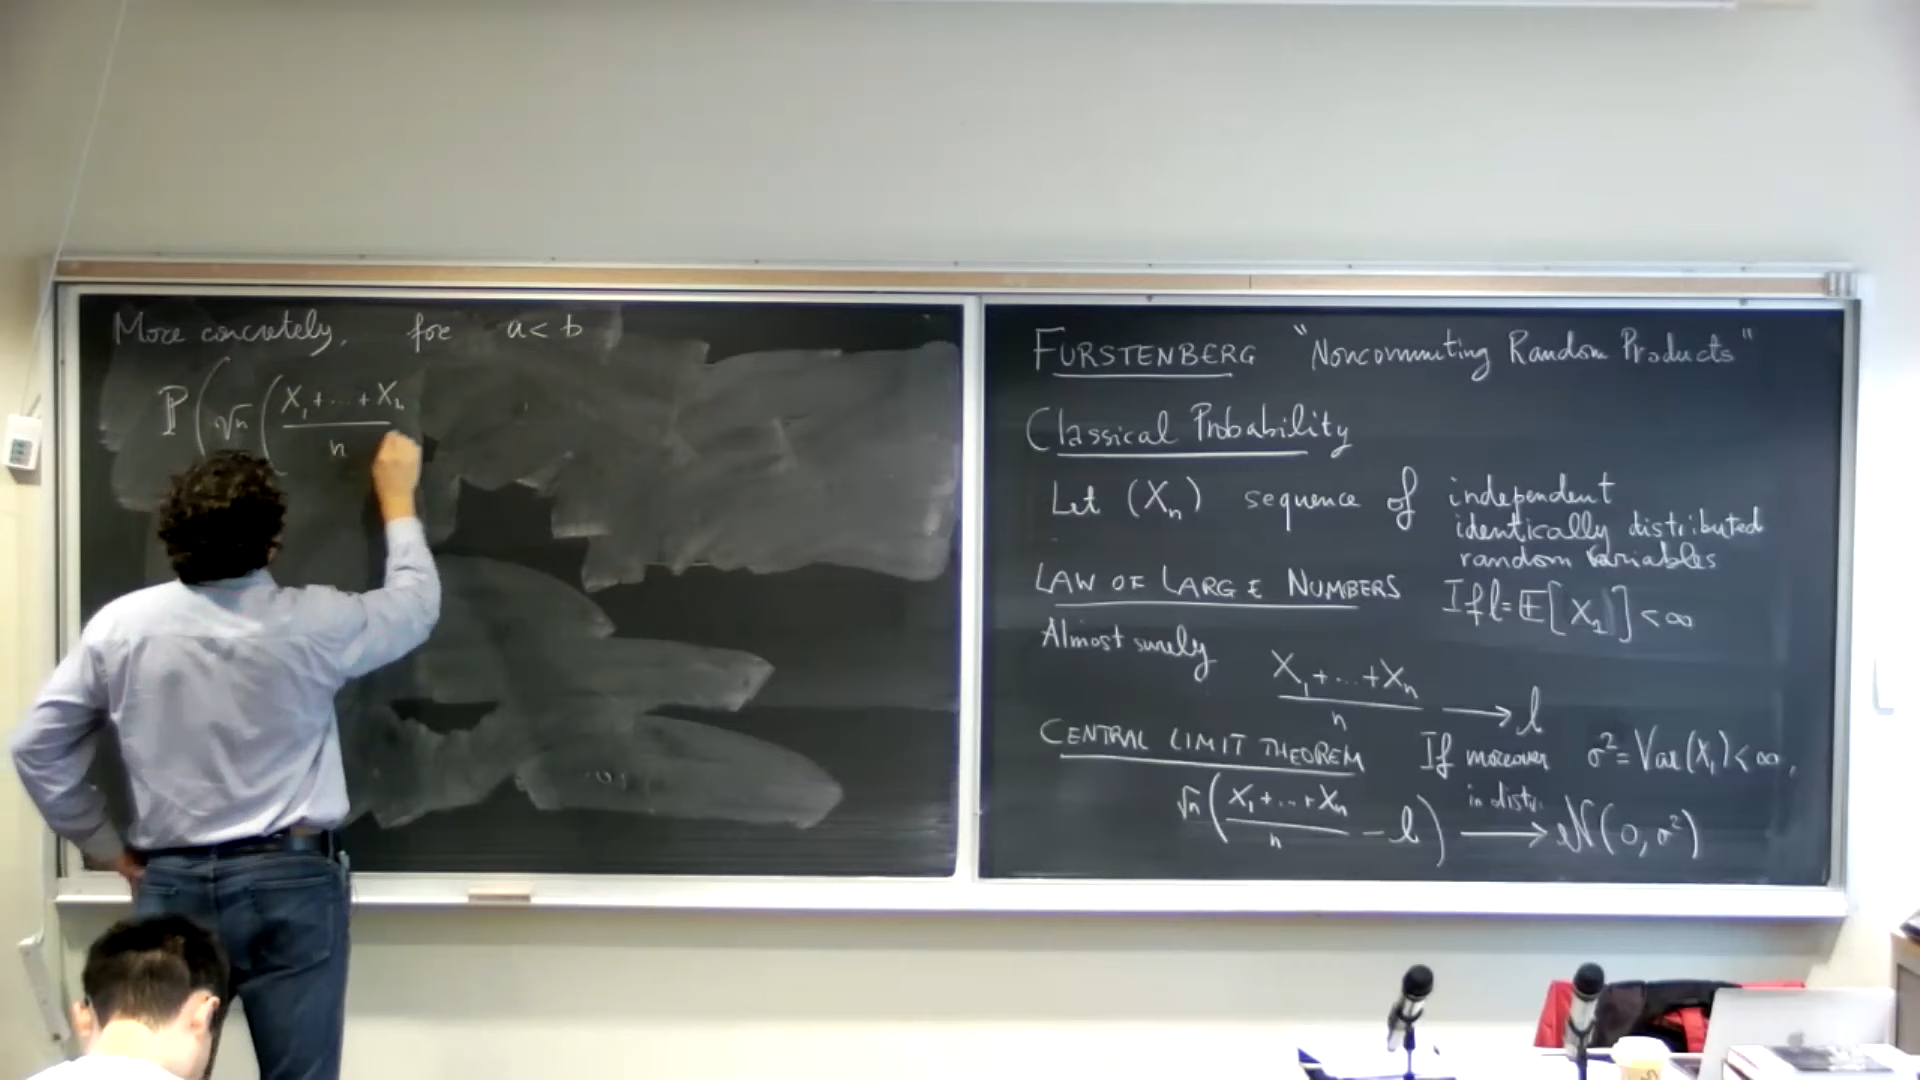 More concretely, for a < b
ℙ(√n (X₁+...+Xₙ / n
FURSTENBERG "Noncommuting Random Products"
Classical Probability
Let (Xₙ) sequence of independent
identically distributed
random variables
LAW OF LARGE NUMBERS If l = 𝔼[X₁] < ∞
Almost surely X₁+...+Xₙ / n → l
CENTRAL LIMIT THEOREM If moreover σ² = Var(X₁) < ∞,
√n (X₁+...+Xₙ / n − l) in distr. → 𝒩(0, σ²)